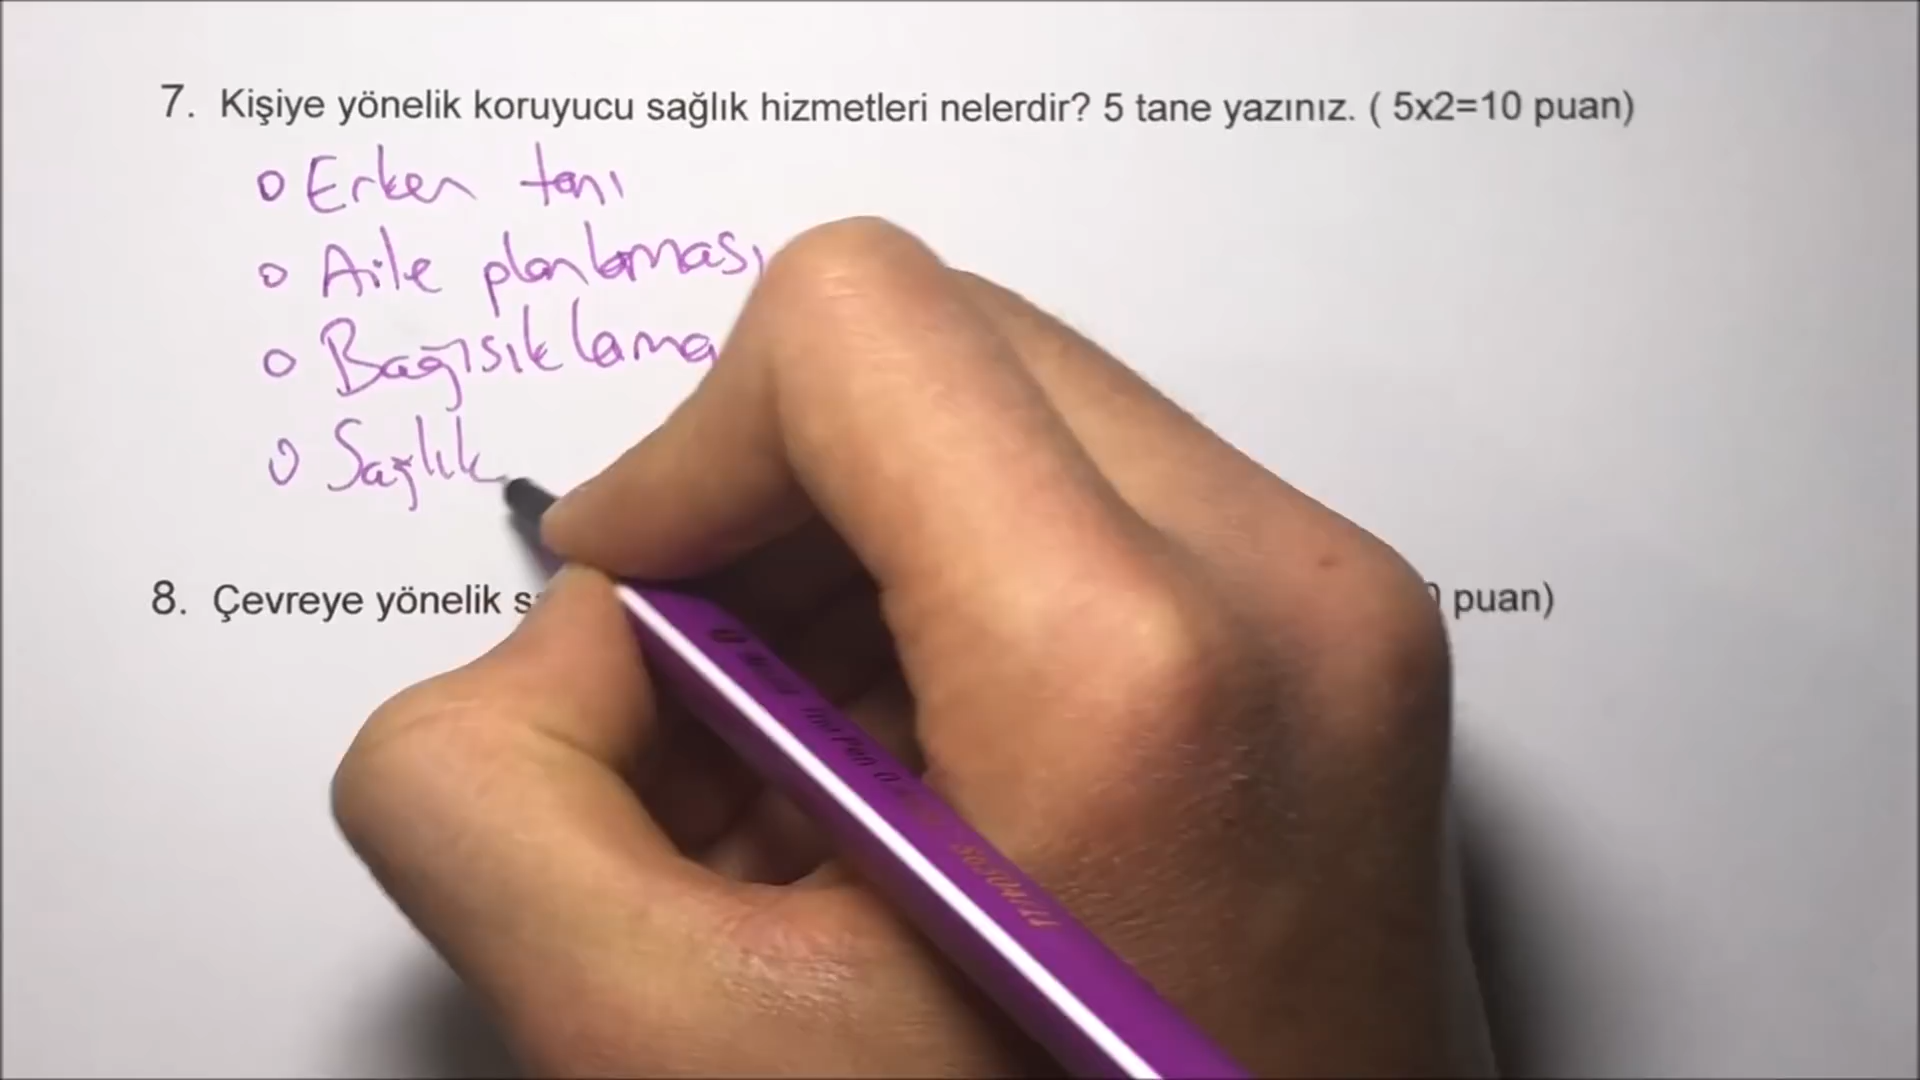 7. Kişiye yönelik koruyucu sağlık hizmetleri nelerdir? 5 tane yazınız. ( 5x2=10 puan)
o Erken tanı
o Aile planlaması
o Bağısıklama
o Sağlık
8. Çevreye yönelik puan)